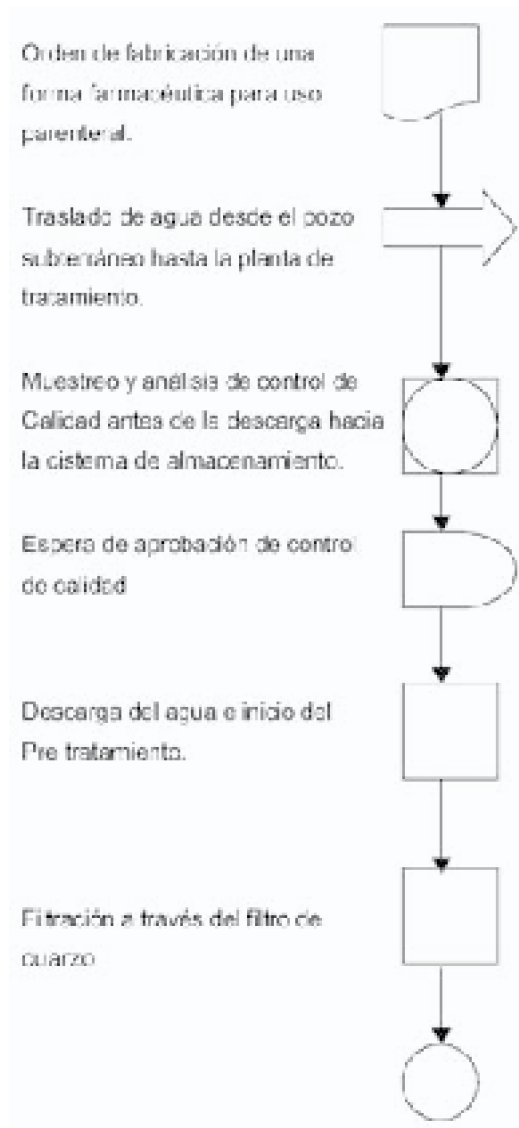 Orden de fabricación de una
forma farmacéutica para uso
parenteral.
Traslado de agua desde el pozo
subterráneo hasta la planta de
tratamiento.
Muestreo y análisis de control de
Calidad antes de la descarga hacia
la cisterna de almacenamiento.
Espera de aprobación de control
de calidad
Descarga del agua e inicio del
Pre tratamiento.
Filtración a través del filtro de
cuarzo